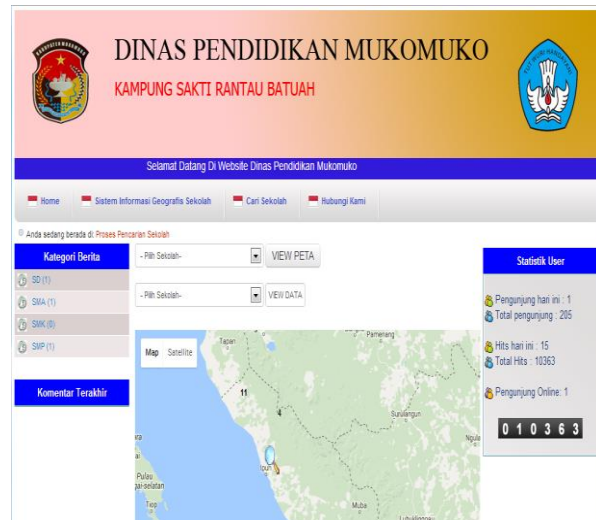 DINAS PENDIDIKAN MUKOMUKO
KAMPUNG SAKTI RANTAU BATUAH
Selamat Datang Di Website Dinas Pendidikan Mukomuko
Home Sistem Informasi Geografis Sekolah Cari Sekolah Hubungi Kami
Anda sedang berada di: Proses Pencarian Sekolah
Kategori Berita
SD (1)
SMA (1)
SMK (0)
SMP (1)
Komentar Terakhir
- Pilih Sekolah- VIEW PETA
- Pilih Sekolah- VIEW DATA
Map Satellite
Tapan
Pamenang
11
4
Surulangun
Ipuh
Pulau
Muba
Lubuklinggau
Statistik User
Pengunjung hari ini : 1
Total pengunjung : 205
Hits hari ini : 15
Total Hits : 10363
Pengunjung Online: 1
0 1 0 3 6 3